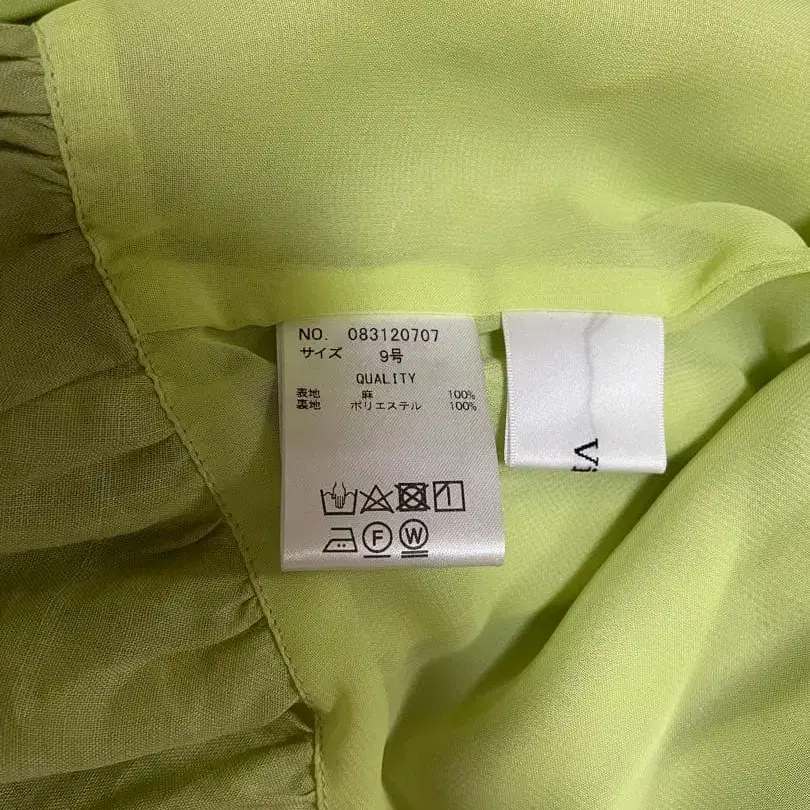 NO. 083120707
サイズ 9号
QUALITY
表地 麻 100%
裏地 ポリエステル 100%
F W
Vi